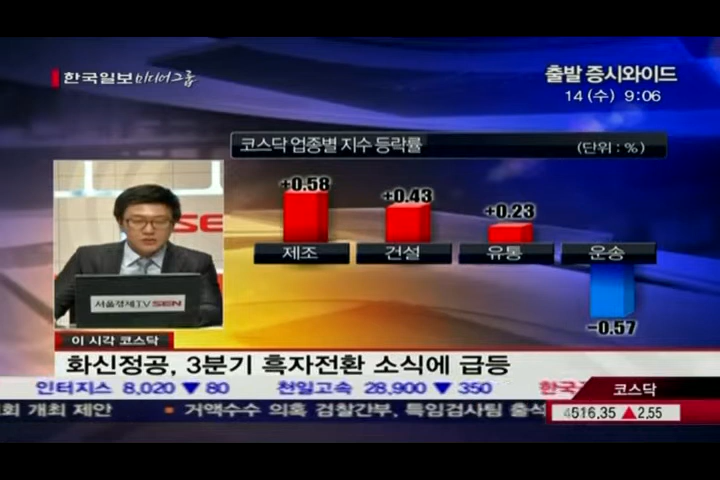 한국일보 미디어그룹
출발 증시와이드
14 (수) 9:06
코스닥 업종별 지수 등락률 (단위 : %)
+0.58 +0.43 +0.23
제조 건설 유통 운송
-0.57
SEN
서울경제TV SEN
이 시각 코스닥
화신정공, 3분기 흑자전환 소식에 급등
인터지스 8,020 ▼ 80 천일고속 28,900 ▼ 350 한국
코스닥
516.35 ▲ 2.55
회 개최 제안 ▪ 거액수수 의혹 검찰간부, 특임검사팀 출석